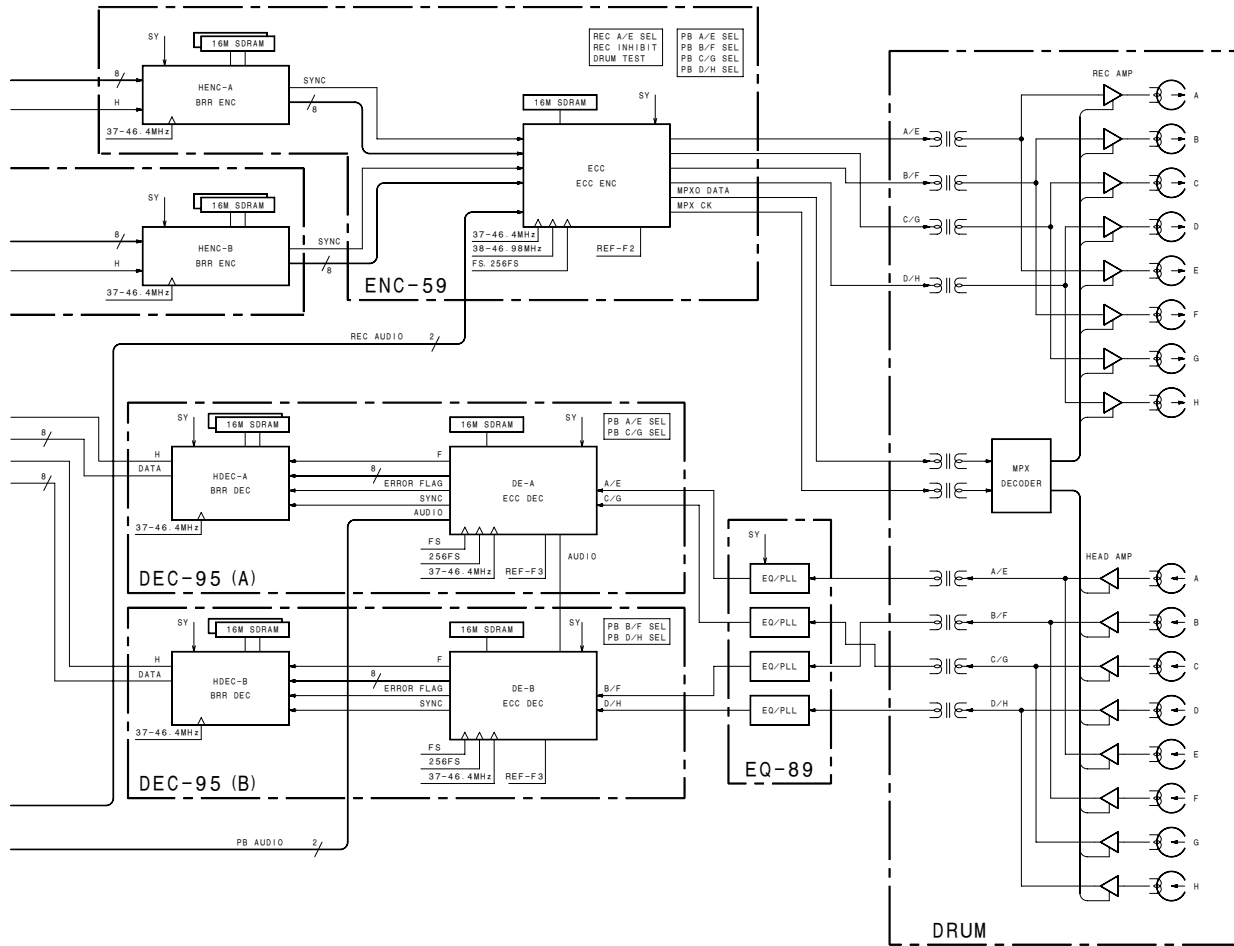 SY
16M SDRAM
8
HENC-A
BRR ENC
H
37-46.4MHz
SYNC
8
REC A/E SEL
REC INHIBIT
DRUM TEST
PB A/E SEL
PB B/F SEL
PB C/G SEL
PB D/H SEL
16M SDRAM
SY
ECC
ECC ENC
MPXO DATA
MPX CK
37-46.4MHz
38-46.98MHz
FS.256FS
REF-F2
SY
16M SDRAM
8
HENC-B
BRR ENC
H
37-46.4MHz
SYNC
8
ENC-59
REC AUDIO
2
A/E
B/F
C/G
D/H
REC AMP
A
B
C
D
E
F
G
H
MPX
DECODER
SY
16M SDRAM
16M SDRAM
SY
PB A/E SEL
PB C/G SEL
8
8
H
DATA
HDEC-A
BRR DEC
F
8
ERROR FLAG
SYNC
AUDIO
DE-A
ECC DEC
A/E
C/G
37-46.4MHz
FS
256FS
37-46.4MHz
REF-F3
AUDIO
DEC-95 (A)
SY
16M SDRAM
16M SDRAM
SY
PB B/F SEL
PB D/H SEL
H
DATA
HDEC-B
BRR DEC
F
8
ERROR FLAG
SYNC
DE-B
ECC DEC
B/F
D/H
37-46.4MHz
FS
256FS
37-46.4MHz
REF-F3
DEC-95 (B)
PB AUDIO
2
SY
EQ/PLL
EQ/PLL
EQ/PLL
EQ/PLL
EQ-89
A/E
B/F
C/G
D/H
HEAD AMP
A
B
C
D
E
F
G
H
DRUM